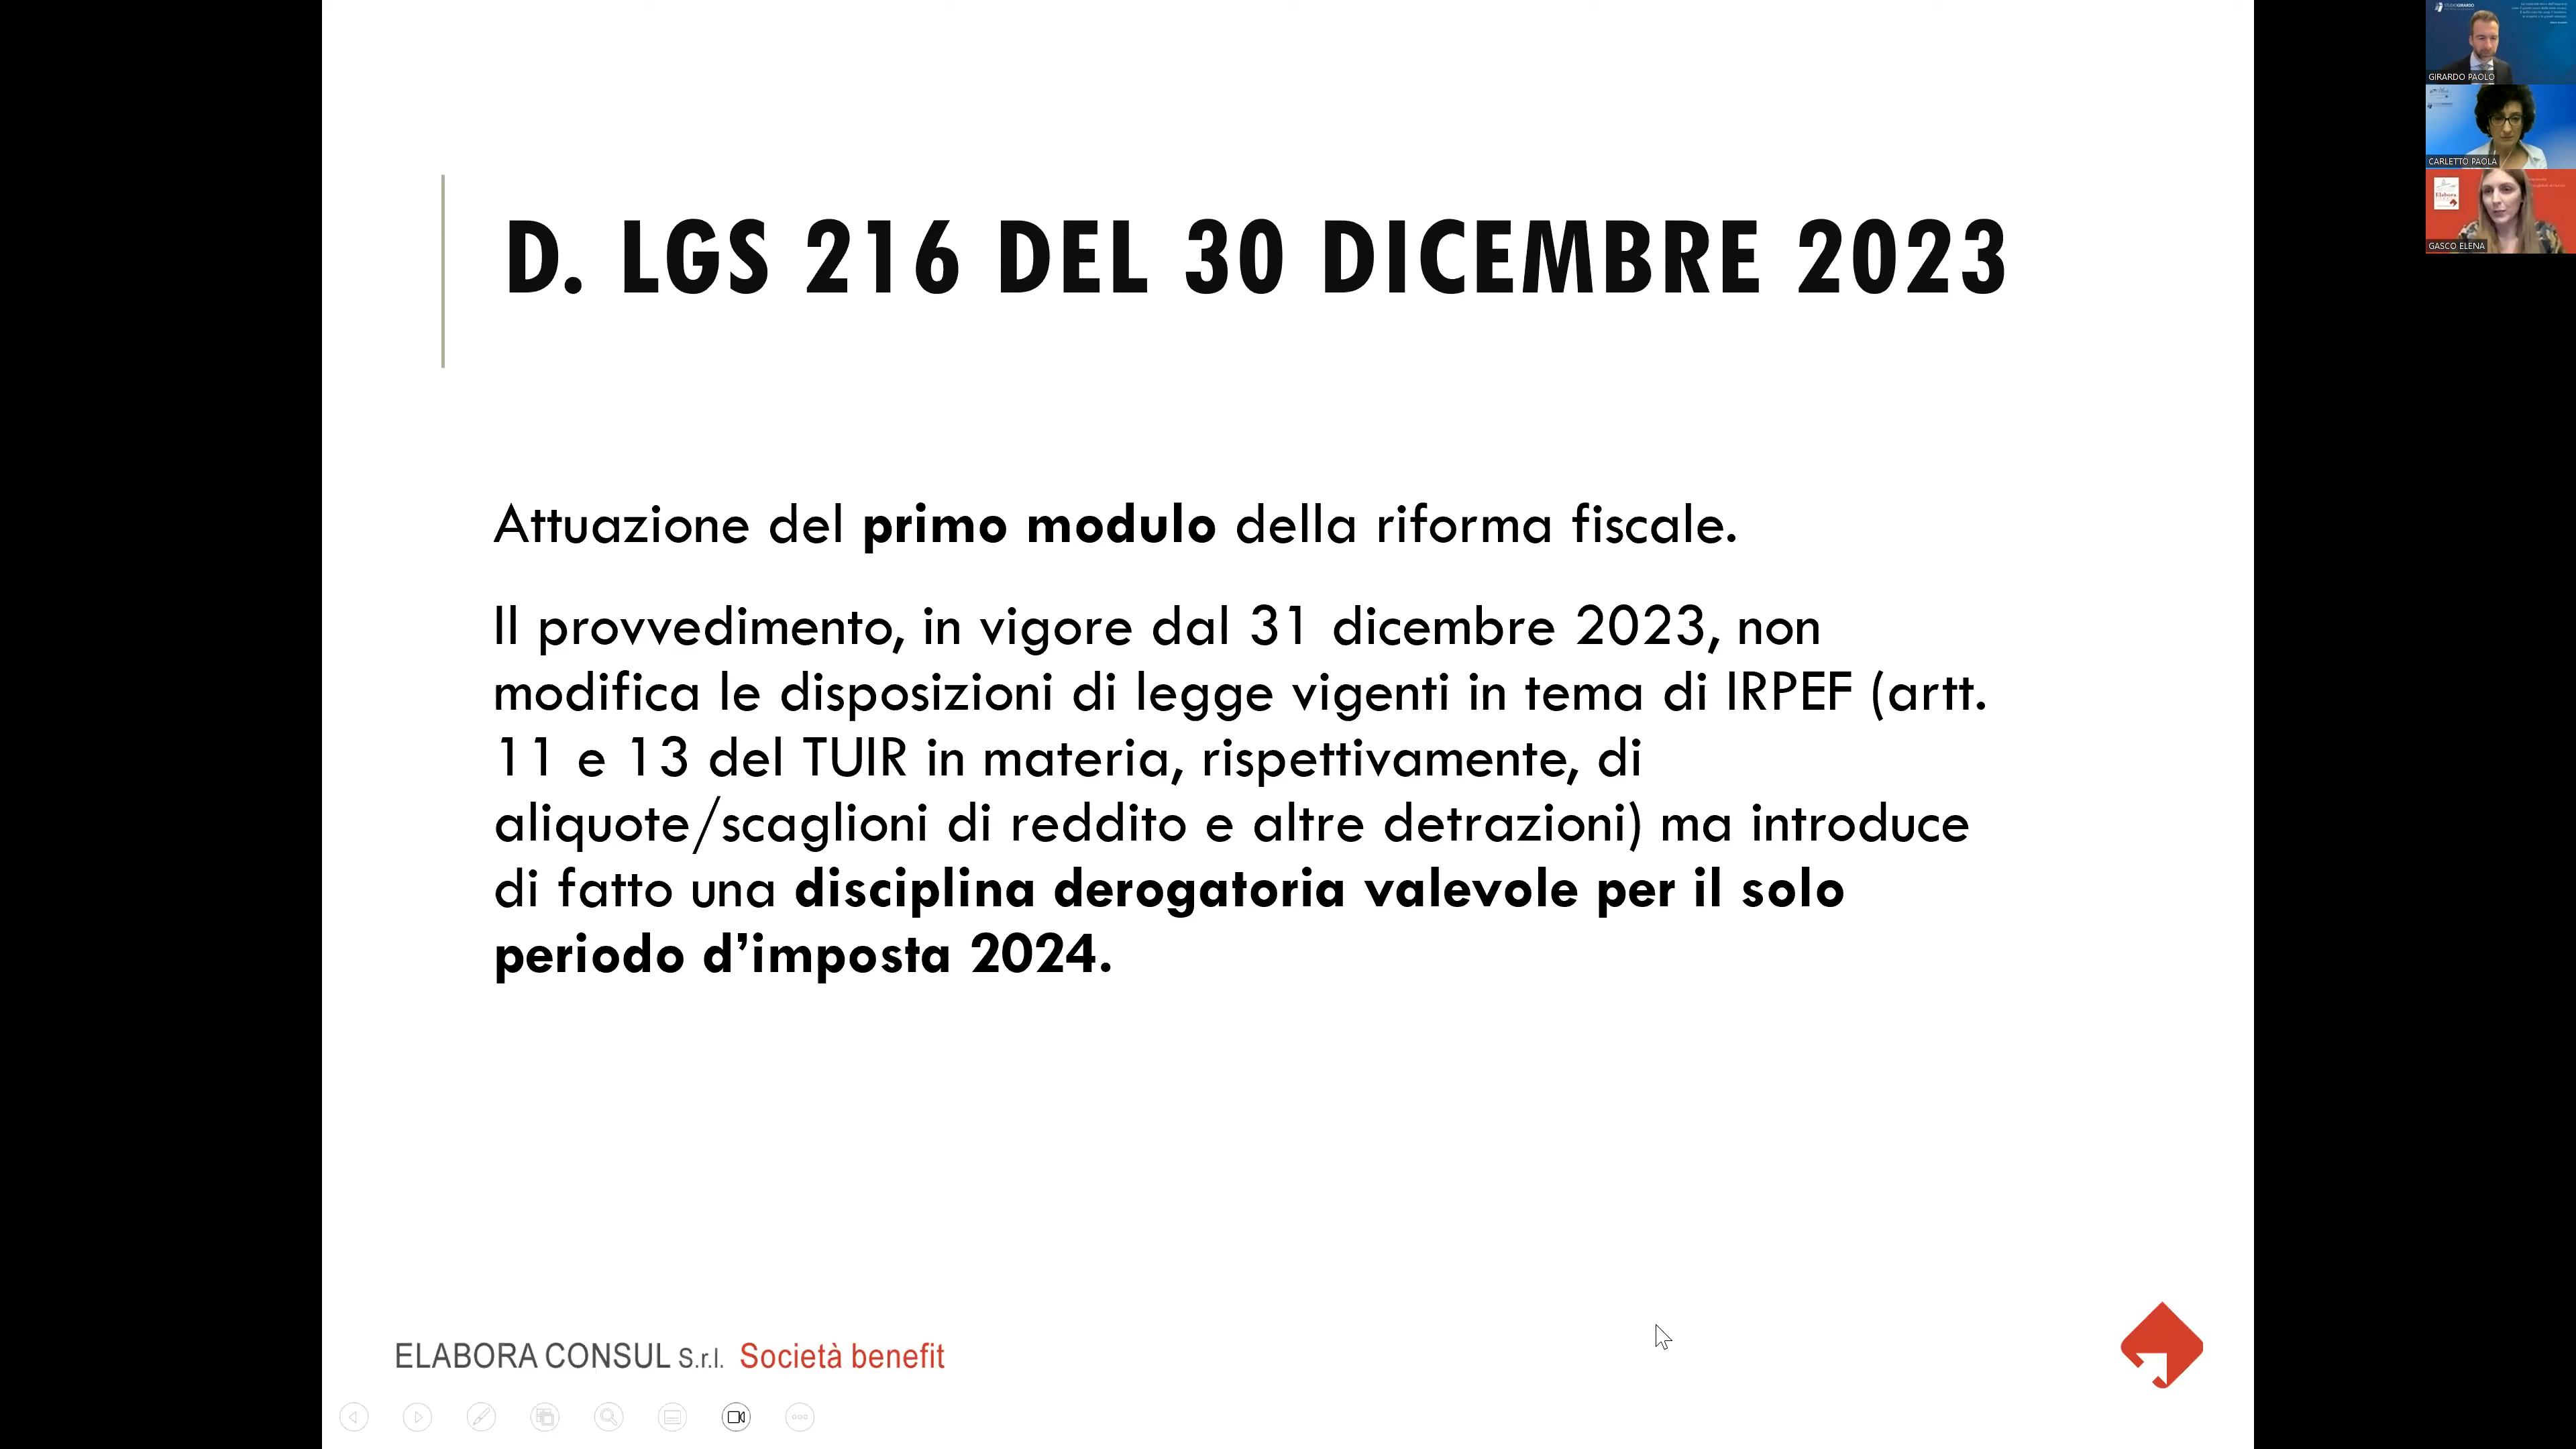 D. LGS 216 DEL 30 DICEMBRE 2023
Attuazione del primo modulo della riforma fiscale.
Il provvedimento, in vigore dal 31 dicembre 2023, non
modifica le disposizioni di legge vigenti in tema di IRPEF (artt.
11 e 13 del TUIR in materia, rispettivamente, di
aliquote/scaglioni di reddito e altre detrazioni) ma introduce
di fatto una disciplina derogatoria valevole per il solo
periodo d’imposta 2024.
ELABORA CONSUL S.r.l. Società benefit
GIRARDO PAOLO
CARLETTO PAOLA
Elabora
GASCO ELENA